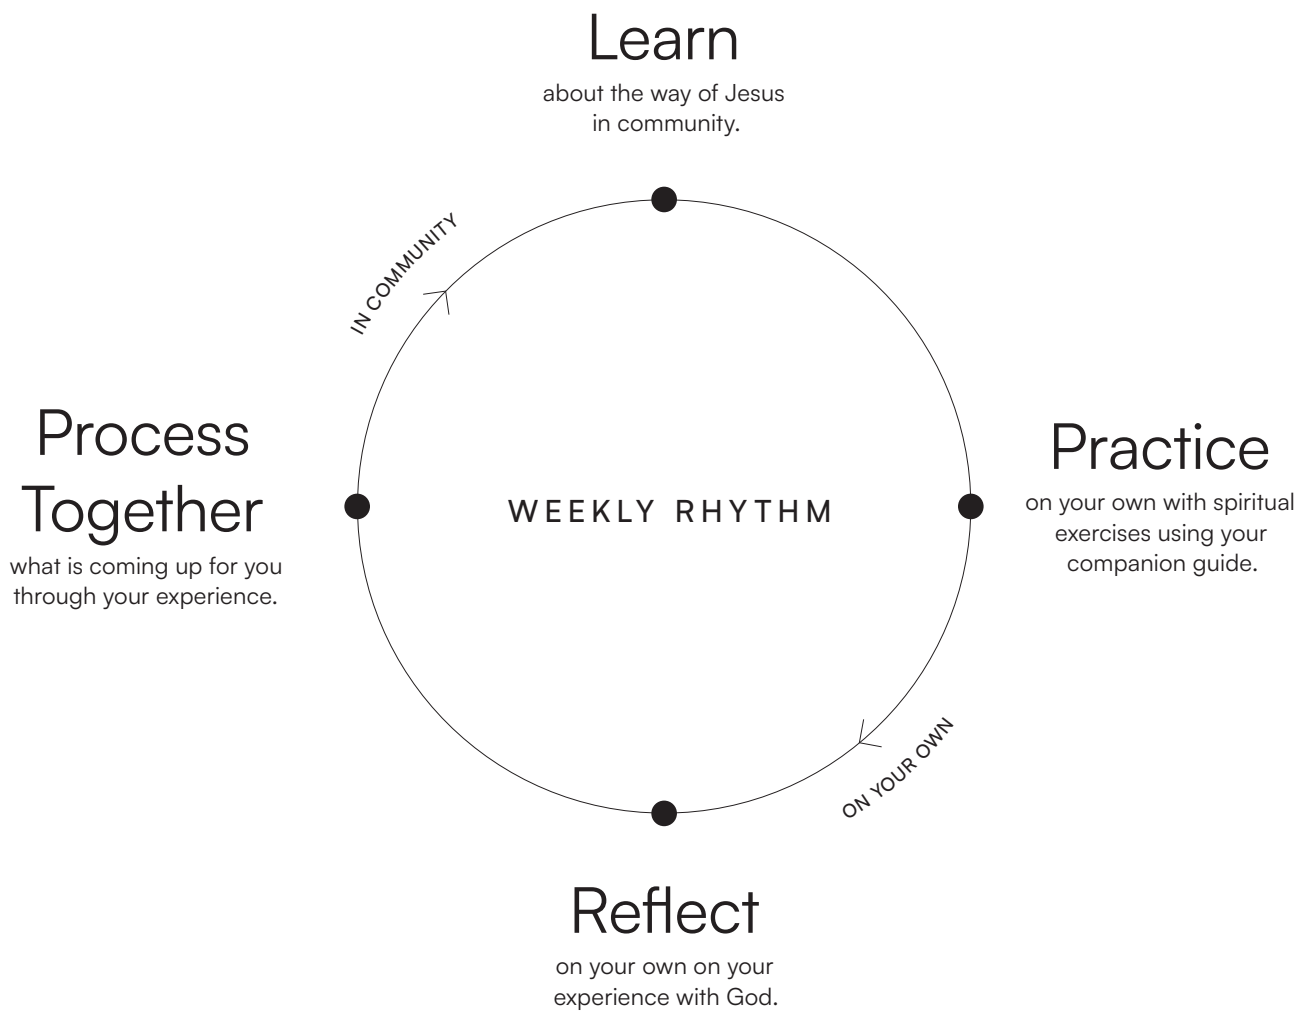 Learn
about the way of Jesus
in community.
IN COMMUNITY
Process
Together
what is coming up for you
through your experience.
WEEKLY RHYTHM
Practice
on your own with spiritual
exercises using your
companion guide.
ON YOUR OWN
Reflect
on your own on your
experience with God.